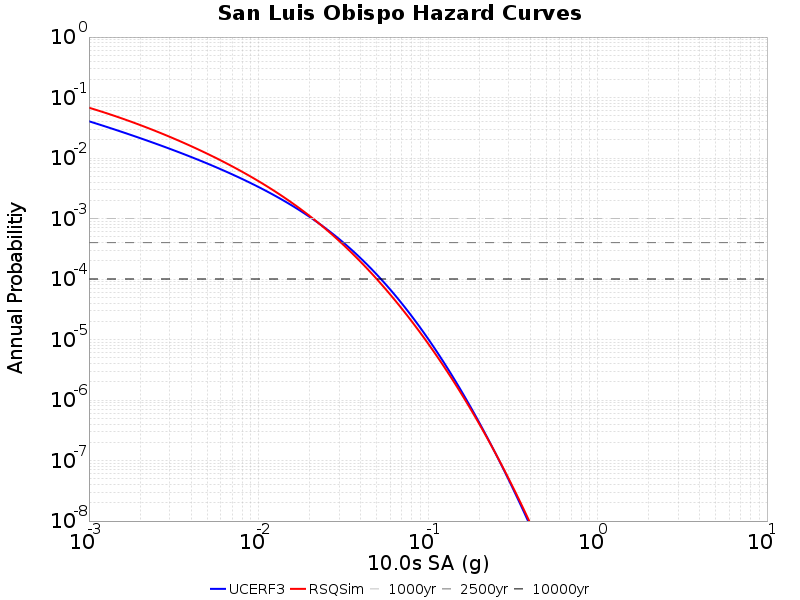 San Luis Obispo Hazard Curves
10^0
10^-1
10^-2
10^-3
10^-4
10^-5
10^-6
10^-7
10^-8
Annual Probabilitiy
10^-3 10^-2 10^-1 10^0 10^1
10.0s SA (g)
UCERF3 RSQSim 1000yr 2500yr 10000yr